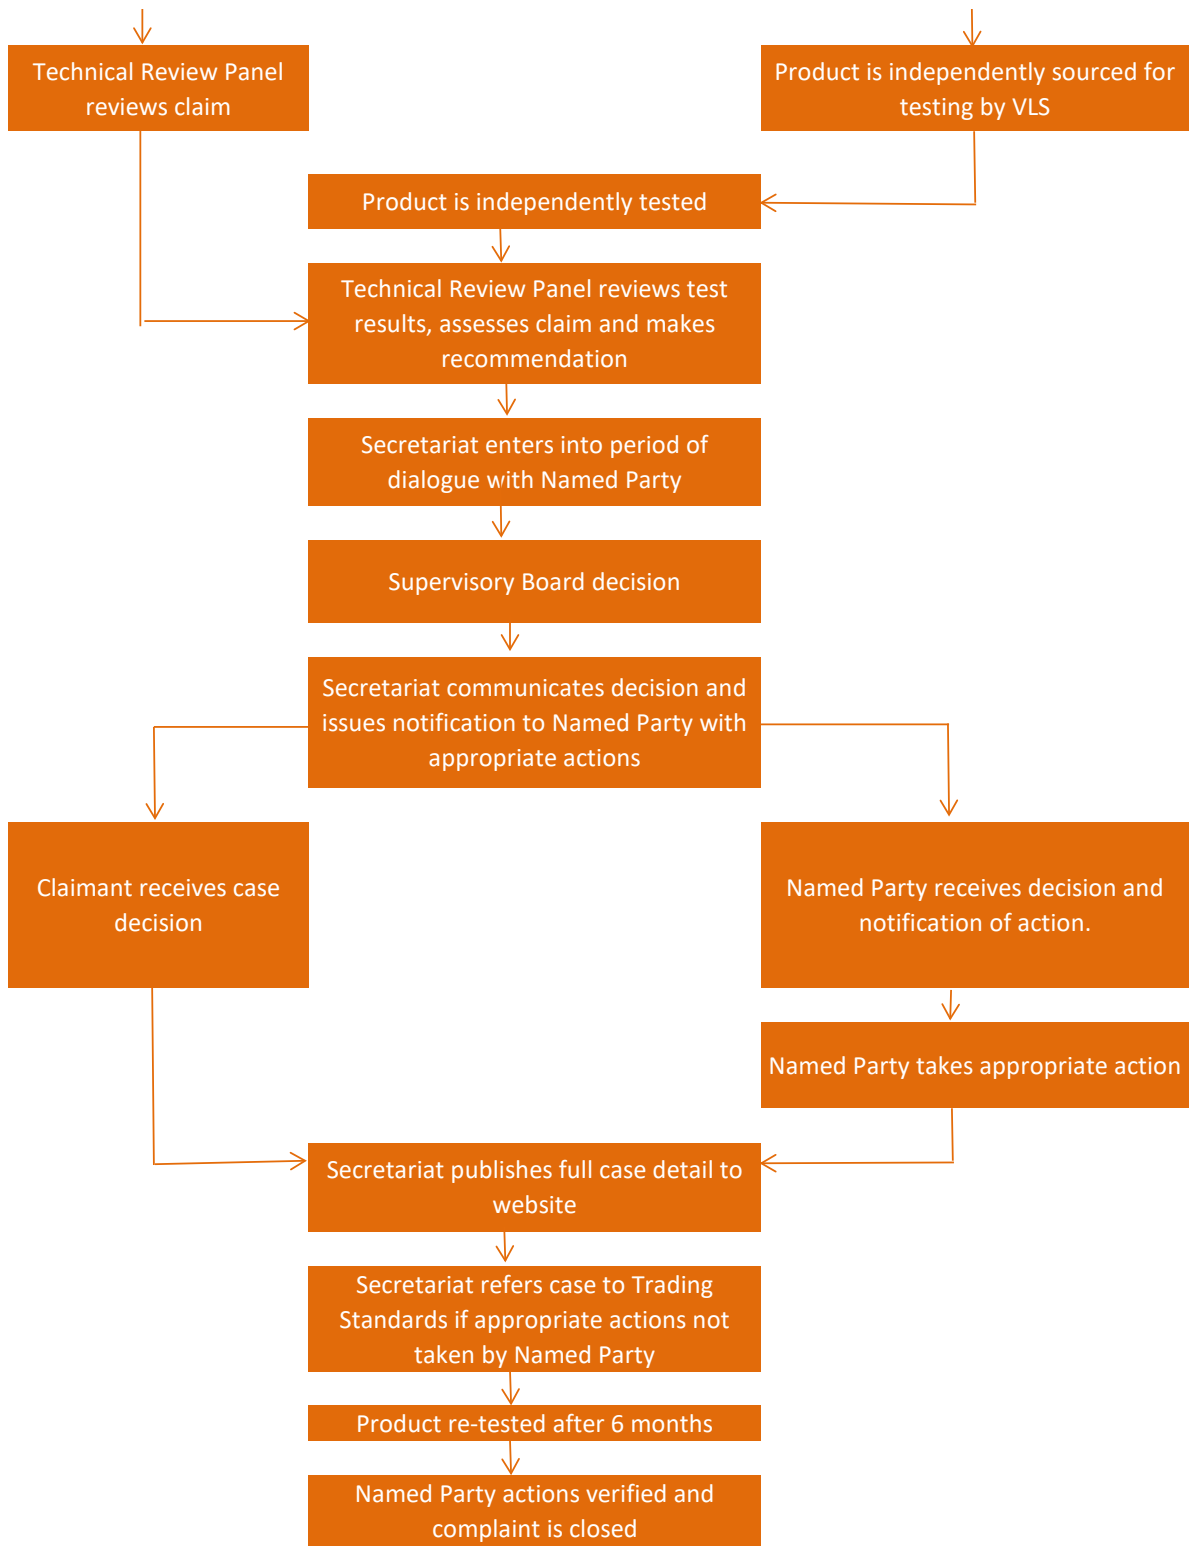 Technical Review Panel
reviews claim
Product is independently sourced for
testing by VLS
Product is independently tested
Technical Review Panel reviews test
results, assesses claim and makes
recommendation
Secretariat enters into period of
dialogue with Named Party
Supervisory Board decision
Secretariat communicates decision and
issues notification to Named Party with
appropriate actions
Claimant receives case
decision
Named Party receives decision and
notification of action.
Named Party takes appropriate action
Secretariat publishes full case detail to
website
Secretariat refers case to Trading
Standards if appropriate actions not
taken by Named Party
Product re-tested after 6 months
Named Party actions verified and
complaint is closed